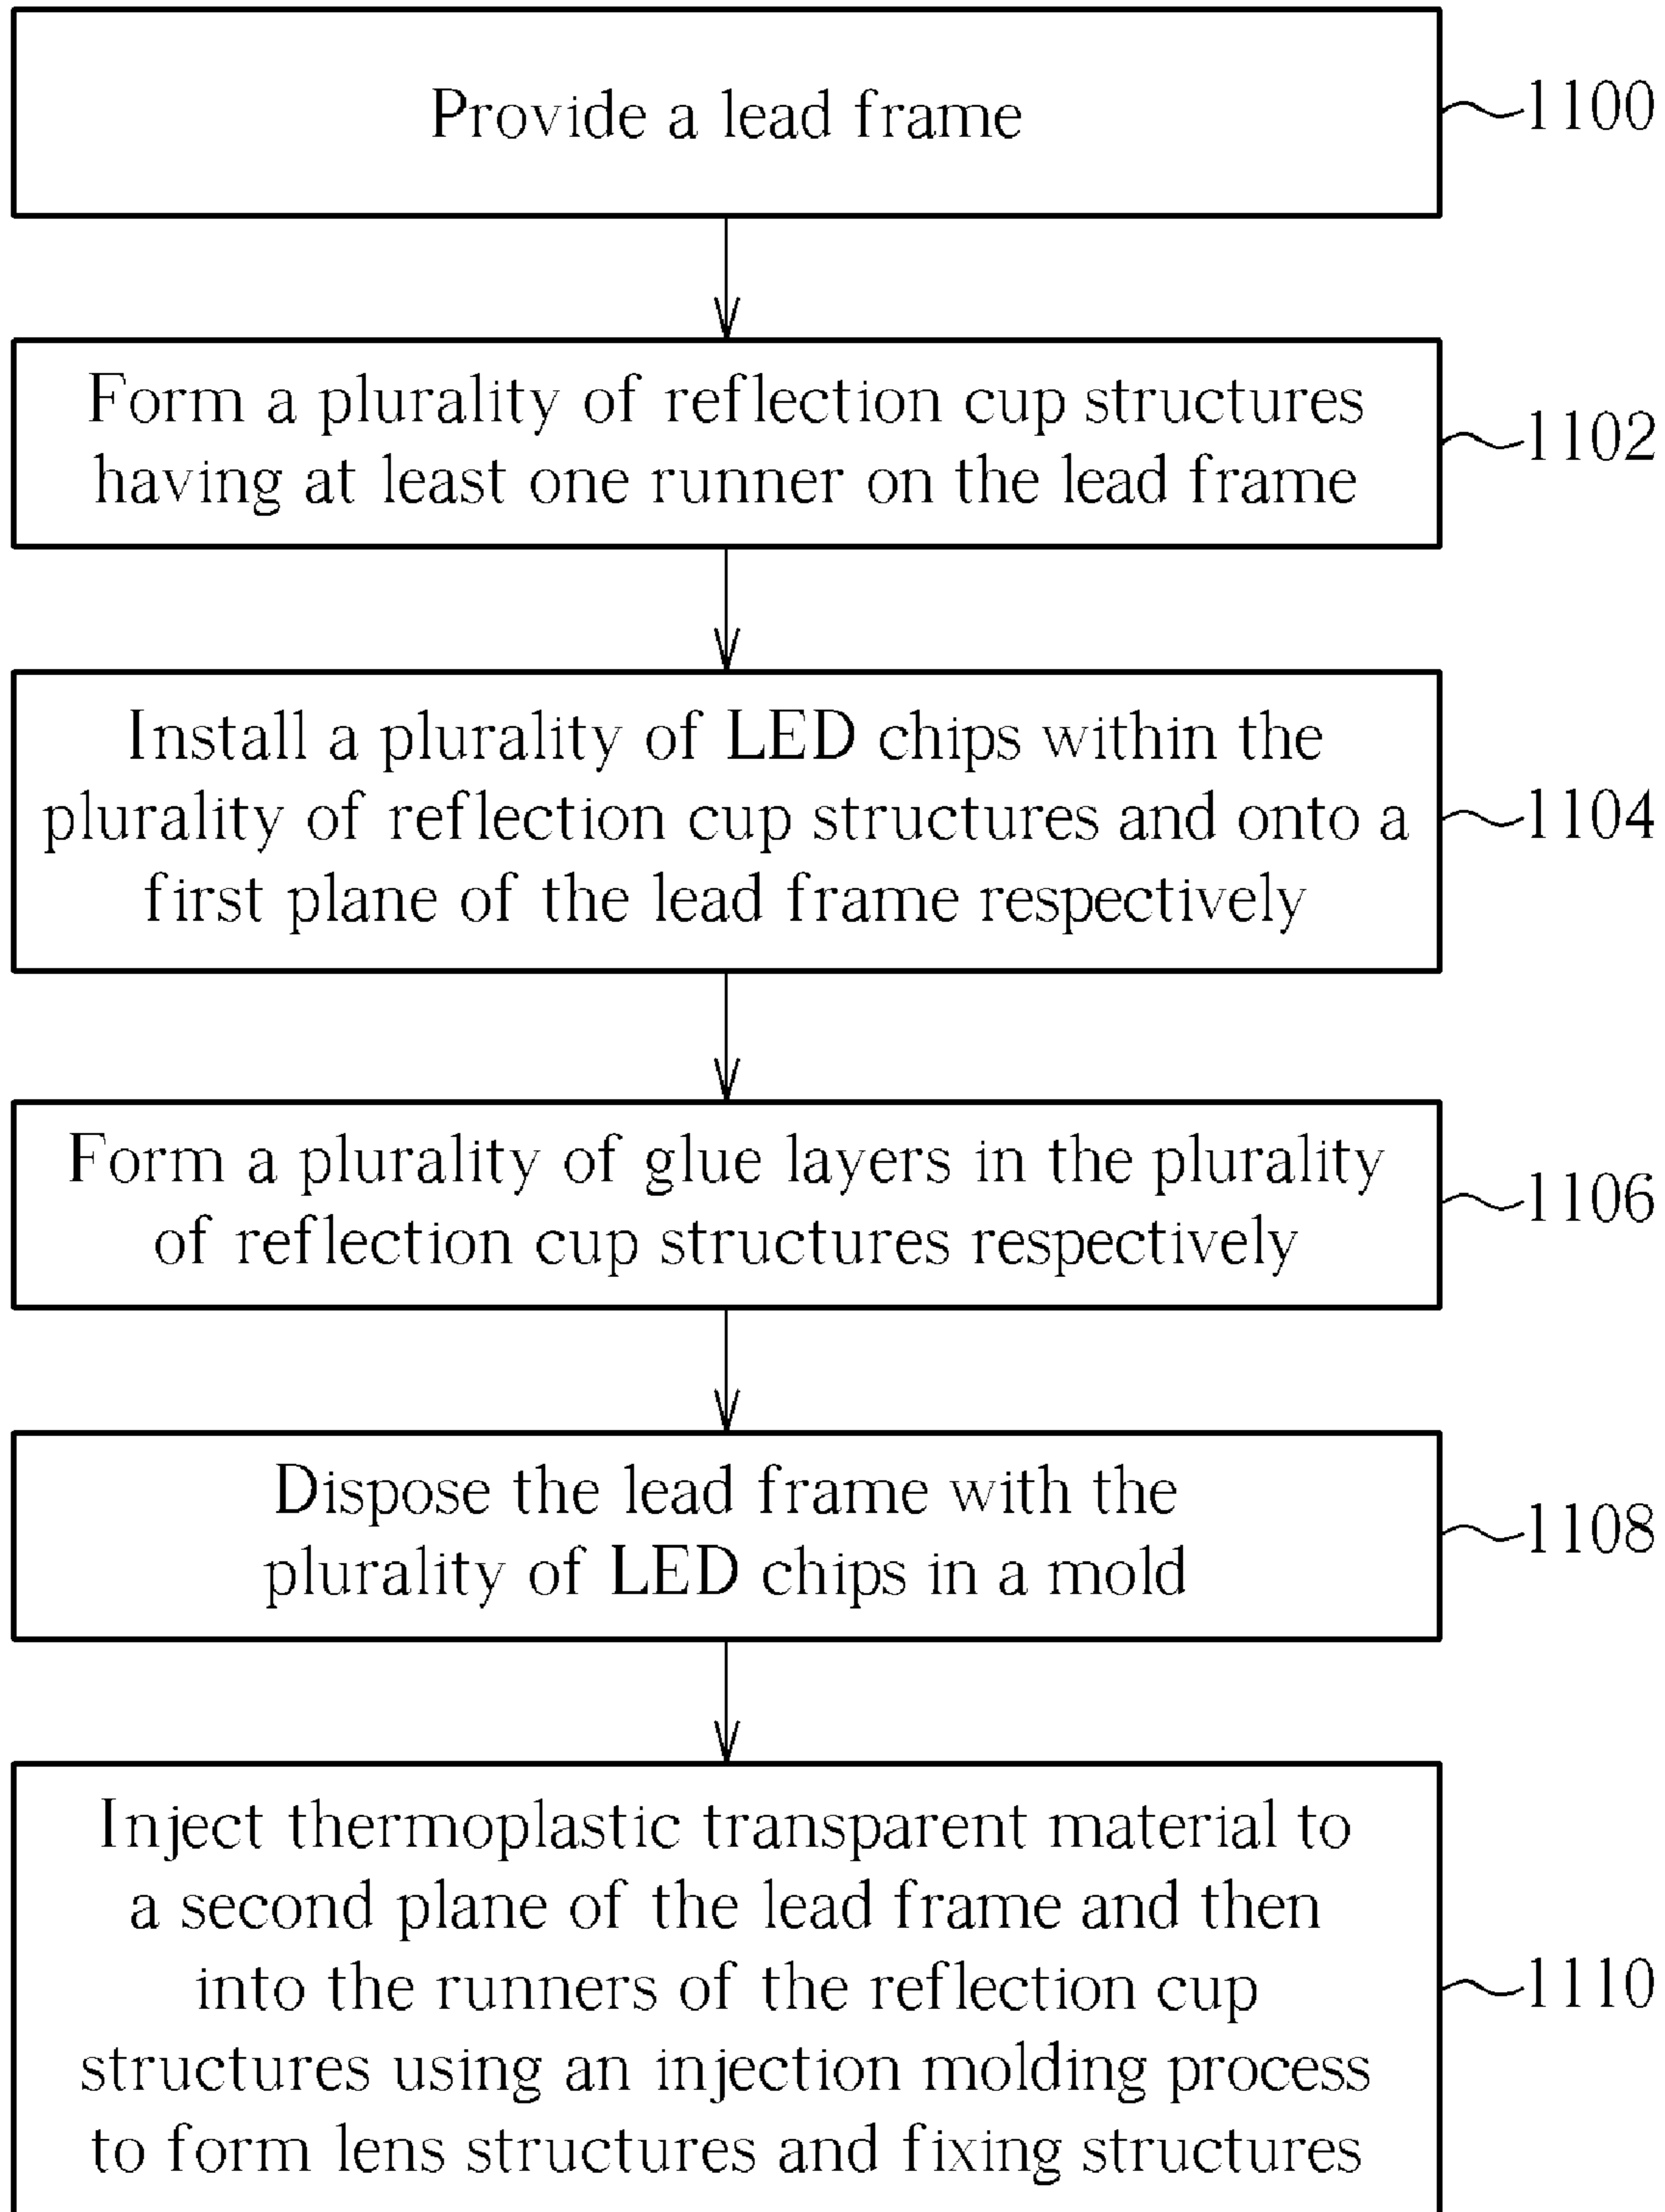 Provide a lead frame
1100
Form a plurality of reflection cup structures
having at least one runner on the lead frame
1102
Install a plurality of LED chips within the
plurality of reflection cup structures and onto a
first plane of the lead frame respectively
1104
Form a plurality of glue layers in the plurality
of reflection cup structures respectively
1106
Dispose the lead frame with the
plurality of LED chips in a mold
1108
Inject thermoplastic transparent material to
a second plane of the lead frame and then
into the runners of the reflection cup
structures using an injection molding process
to form lens structures and fixing structures
1110